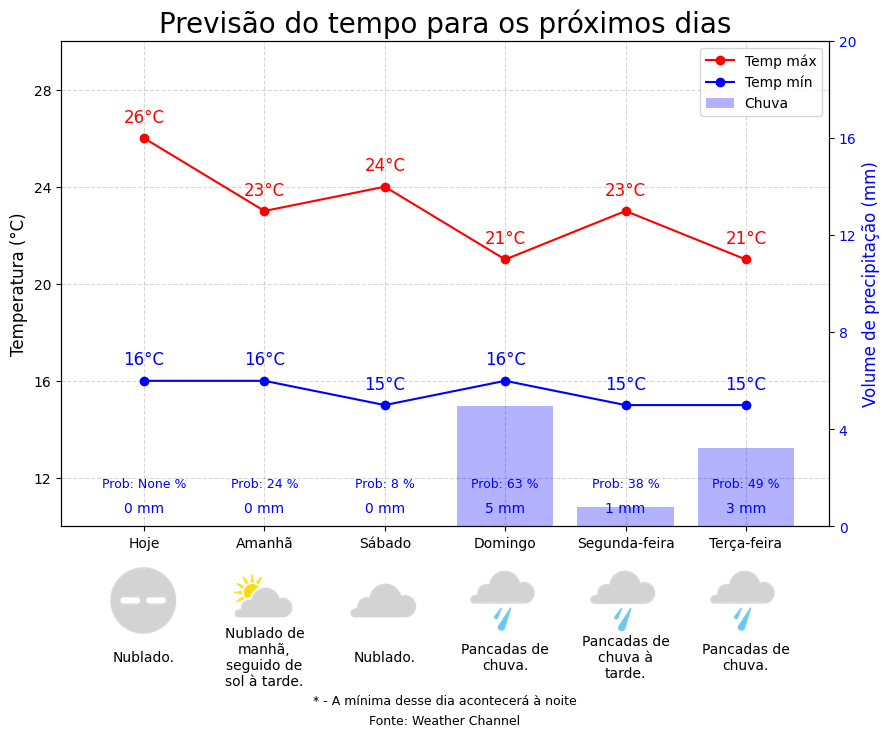 Previsão do tempo para os próximos dias
Temperatura (°C)
28
24
20
16
12
Volume de precipitação (mm)
20
16
12
8
4
0
Temp máx
Temp mín
Chuva
26°C
23°C
24°C
21°C
23°C
21°C
16°C
16°C
15°C
16°C
15°C
15°C
Prob: None %
Prob: 24 %
Prob: 8 %
Prob: 63 %
Prob: 38 %
Prob: 49 %
0 mm
0 mm
0 mm
5 mm
1 mm
3 mm
Hoje
Amanhã
Sábado
Domingo
Segunda-feira
Terça-feira
Nublado.
Nublado de
manhã,
seguido de
sol à tarde.
Nublado.
Pancadas de
chuva.
Pancadas de
chuva à
tarde.
Pancadas de
chuva.
* - A mínima desse dia acontecerá à noite
Fonte: Weather Channel